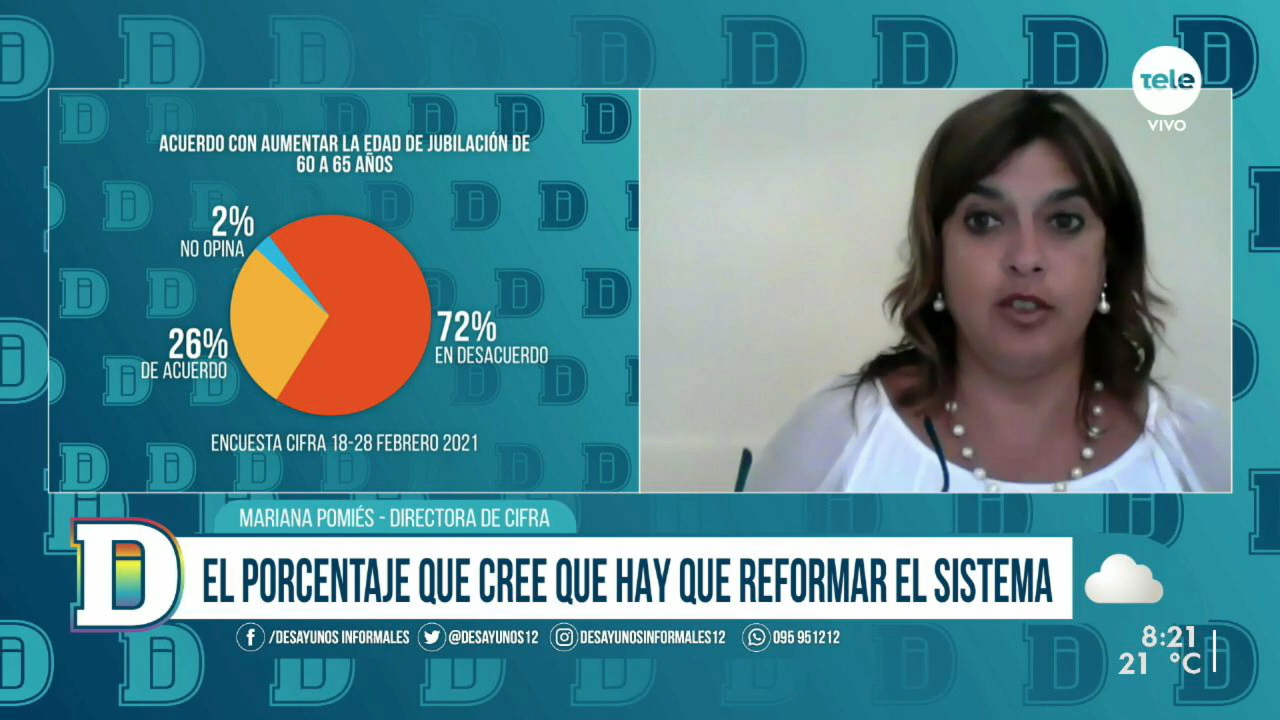 tele
VIVO
ACUERDO CON AUMENTAR LA EDAD DE JUBILACIÓN DE
60 A 65 AÑOS
2%
NO OPINA
26%
DE ACUERDO
72%
EN DESACUERDO
ENCUESTA CIFRA 18-28 FEBRERO 2021
MARIANA POMIÉS - DIRECTORA DE CIFRA
D
EL PORCENTAJE QUE CREE QUE HAY QUE REFORMAR EL SISTEMA
/DESAYUNOS INFORMALES @DESAYUNOS12 DESAYUNOSINFORMALES12 095 951212
8:21
21 °C